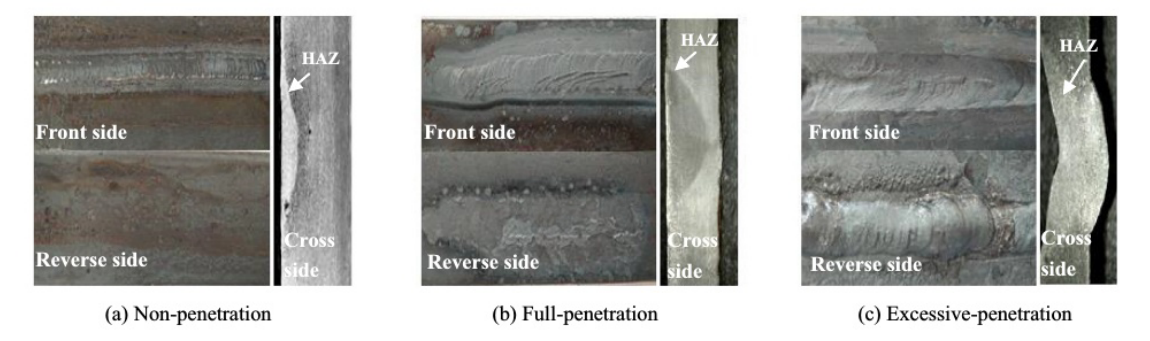 HAZ
Front side
Reverse side
Cross
side
(a) Non-penetration
HAZ
Front side
Reverse side
Cross
side
(b) Full-penetration
HAZ
Front side
Reverse side
Cross
side
(c) Excessive-penetration